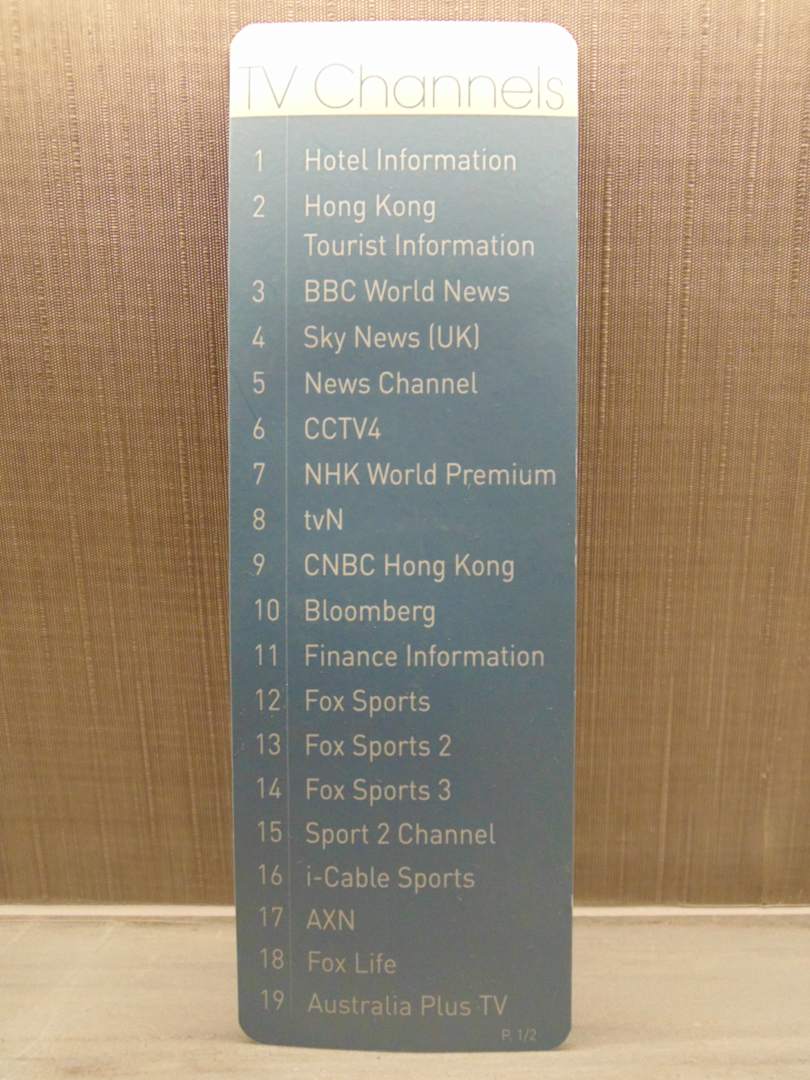 TV Channels
1 Hotel Information
2 Hong Kong
Tourist Information
3 BBC World News
4 Sky News (UK)
5 News Channel
6 CCTV4
7 NHK World Premium
8 tvN
9 CNBC Hong Kong
10 Bloomberg
11 Finance Information
12 Fox Sports
13 Fox Sports 2
14 Fox Sports 3
15 Sport 2 Channel
16 i-Cable Sports
17 AXN
18 Fox Life
19 Australia Plus TV
P. 1/2